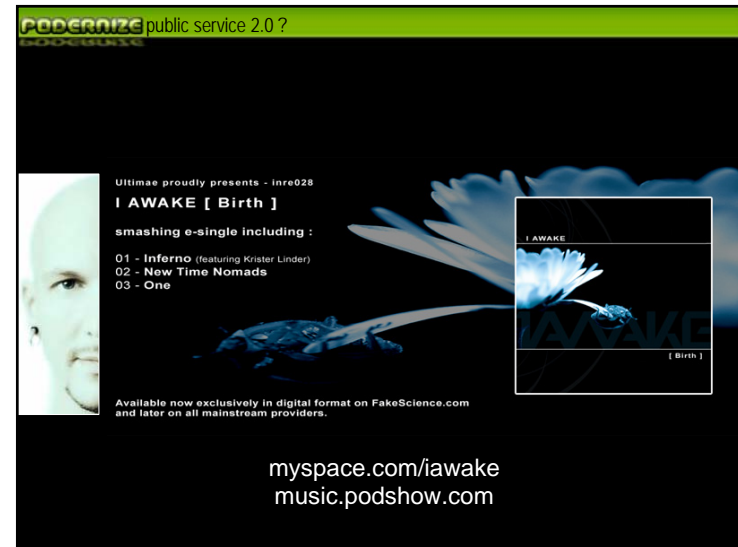 PODERNIZE public service 2.0 ?
Ultimae proudly presents - inre028
I AWAKE [ Birth ]
smashing e-single including :
01 - Inferno (featuring Krister Linder)
02 - New Time Nomads
03 - One
I AWAKE
IAWAKE
[ Birth ]
Available now exclusively in digital format on FakeScience.com
and later on all mainstream providers.
myspace.com/iawake
music.podshow.com